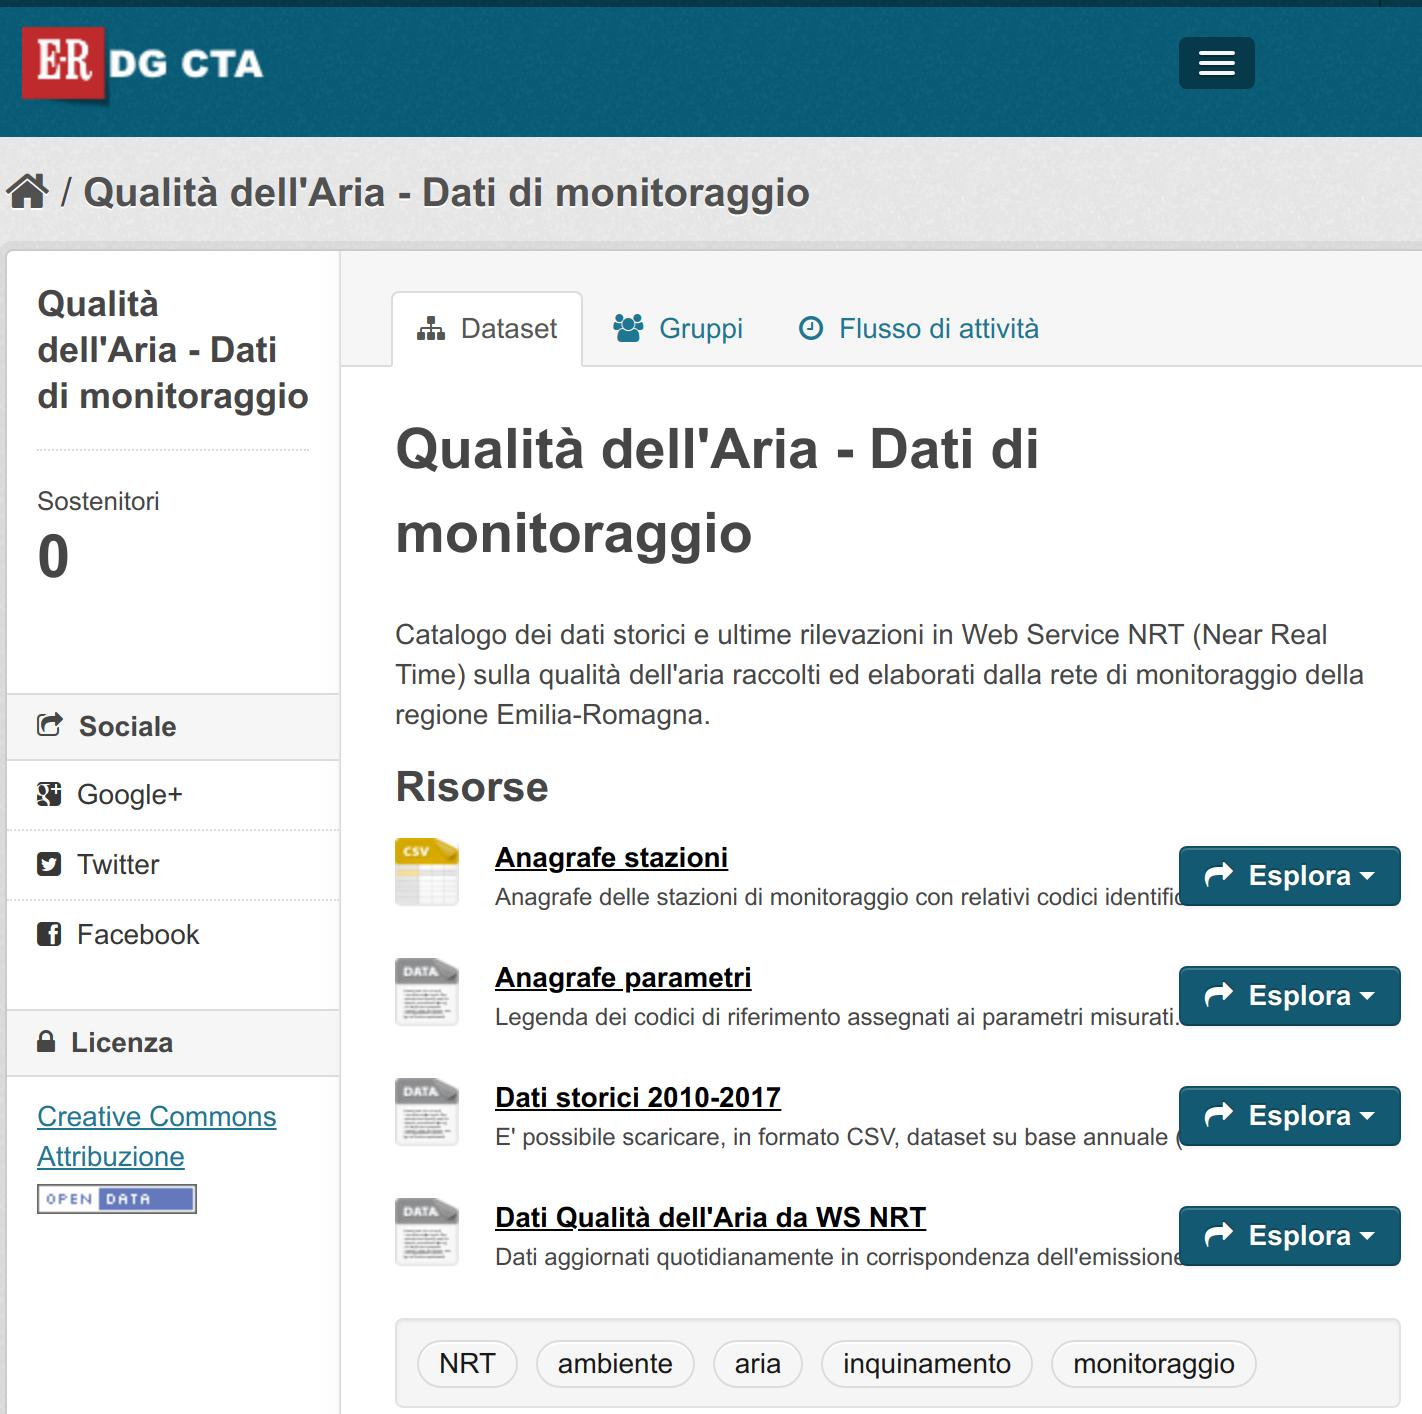 E-R DG CTA
/ Qualità dell'Aria - Dati di monitoraggio
Qualità
dell'Aria - Dati
di monitoraggio
Sostenitori
0
Sociale
Google+
Twitter
Facebook
Licenza
Creative Commons
Attribuzione
OPEN DATA
Dataset
Gruppi
Flusso di attività
Qualità dell'Aria - Dati di
monitoraggio
Catalogo dei dati storici e ultime rilevazioni in Web Service NRT (Near Real
Time) sulla qualità dell'aria raccolti ed elaborati dalla rete di monitoraggio della
regione Emilia-Romagna.
Risorse
CSV
Anagrafe stazioni
Anagrafe delle stazioni di monitoraggio con relativi codici identific
Esplora
DATA
Anagrafe parametri
Legenda dei codici di riferimento assegnati ai parametri misurati.
Esplora
DATA
Dati storici 2010-2017
E' possibile scaricare, in formato CSV, dataset su base annuale (
Esplora
DATA
Dati Qualità dell'Aria da WS NRT
Dati aggiornati quotidianamente in corrispondenza dell'emissione
Esplora
NRT
ambiente
aria
inquinamento
monitoraggio